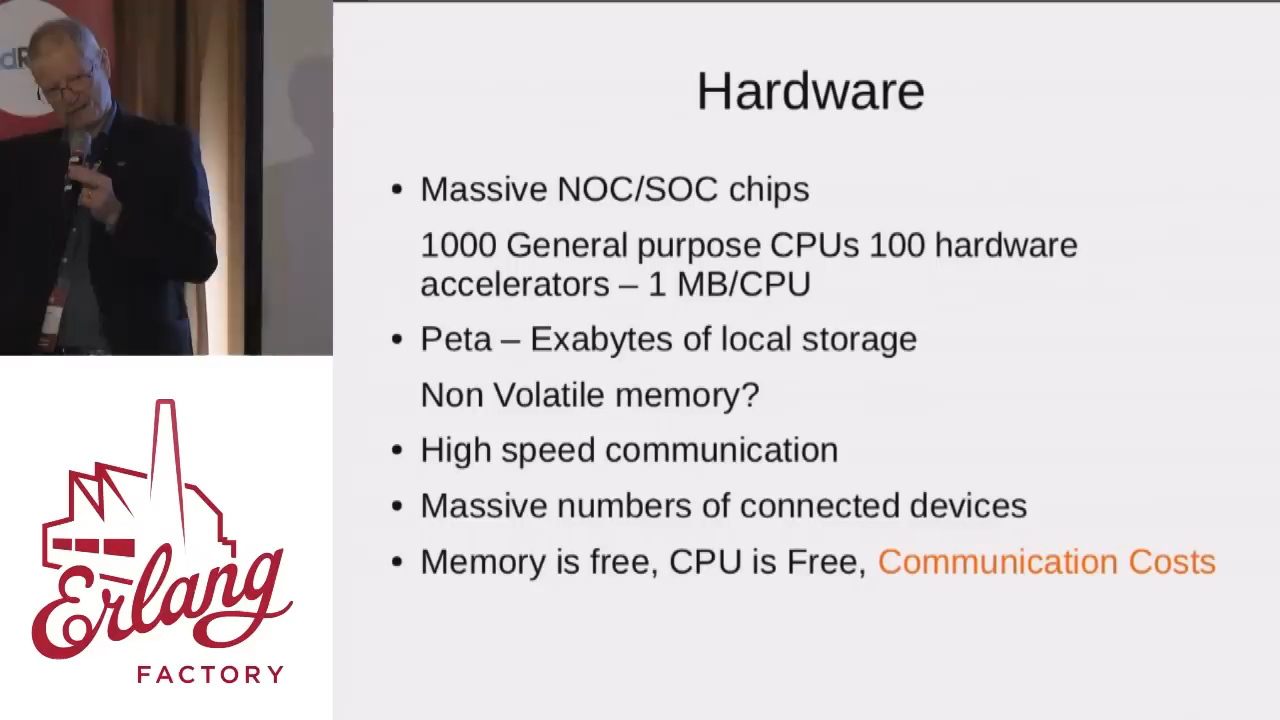 dR
Hardware
• Massive NOC/SOC chips
1000 General purpose CPUs 100 hardware
accelerators – 1 MB/CPU
• Peta – Exabytes of local storage
Non Volatile memory?
• High speed communication
• Massive numbers of connected devices
• Memory is free, CPU is Free, Communication Costs
Erlang
FACTORY